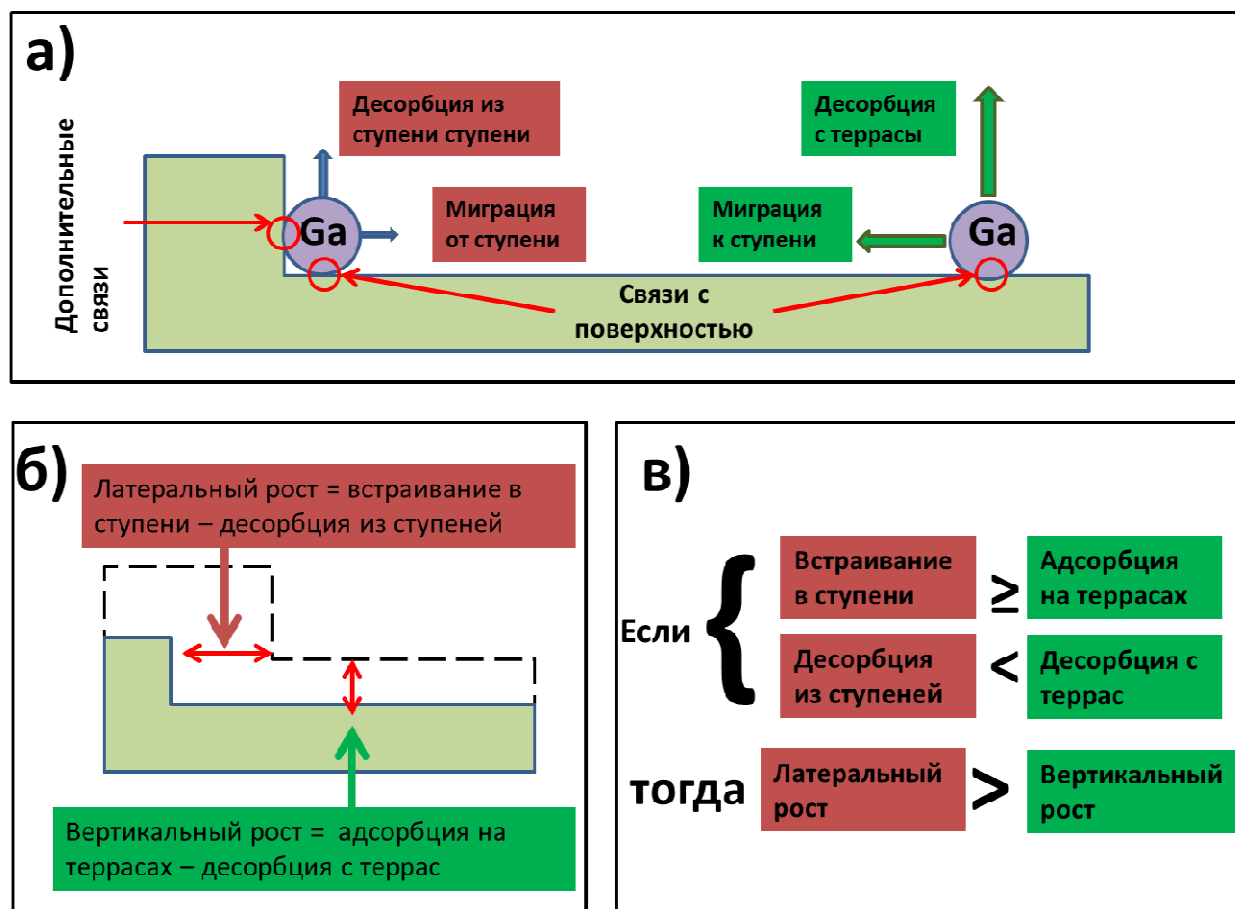 а)
Дополнительные
связи
Десорбция из
ступени ступени
Десорбция
с террасы
Ga
Миграция
от ступени
Миграция
к ступени
Ga
Связи с
поверхностью
б)
Латеральный рост = встраивание в
ступени – десорбция из ступеней
Вертикальный рост = адсорбция на
террасах – десорбция с террас
в)
Если
{
Встраивание
в ступени
≥
Адсорбция
на террасах
Десорбция
из ступеней
<
Десорбция с
террас
тогда
Латеральный
рост
>
Вертикальный
рост